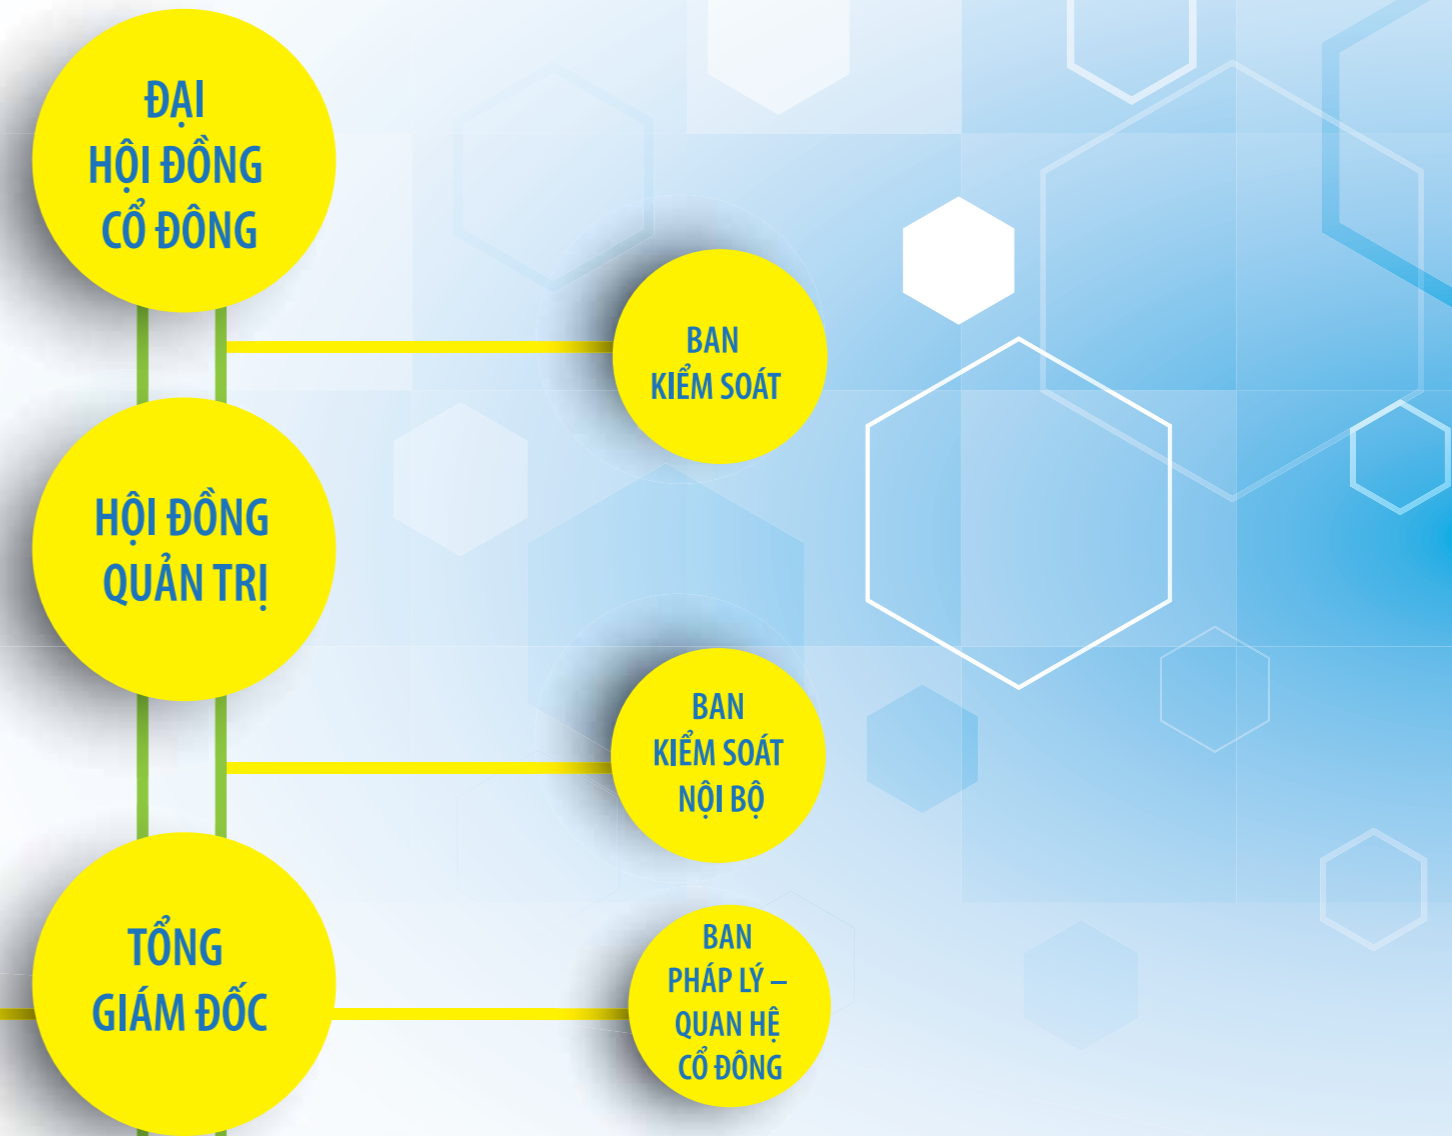 ĐẠI
HỘI ĐỒNG
CỔ ĐÔNG
BAN
KIỂM SOÁT
HỘI ĐỒNG
QUẢN TRỊ
BAN
KIỂM SOÁT
NỘI BỘ
TỔNG
GIÁM ĐỐC
BAN
PHÁP LÝ –
QUAN HỆ
CỔ ĐÔNG